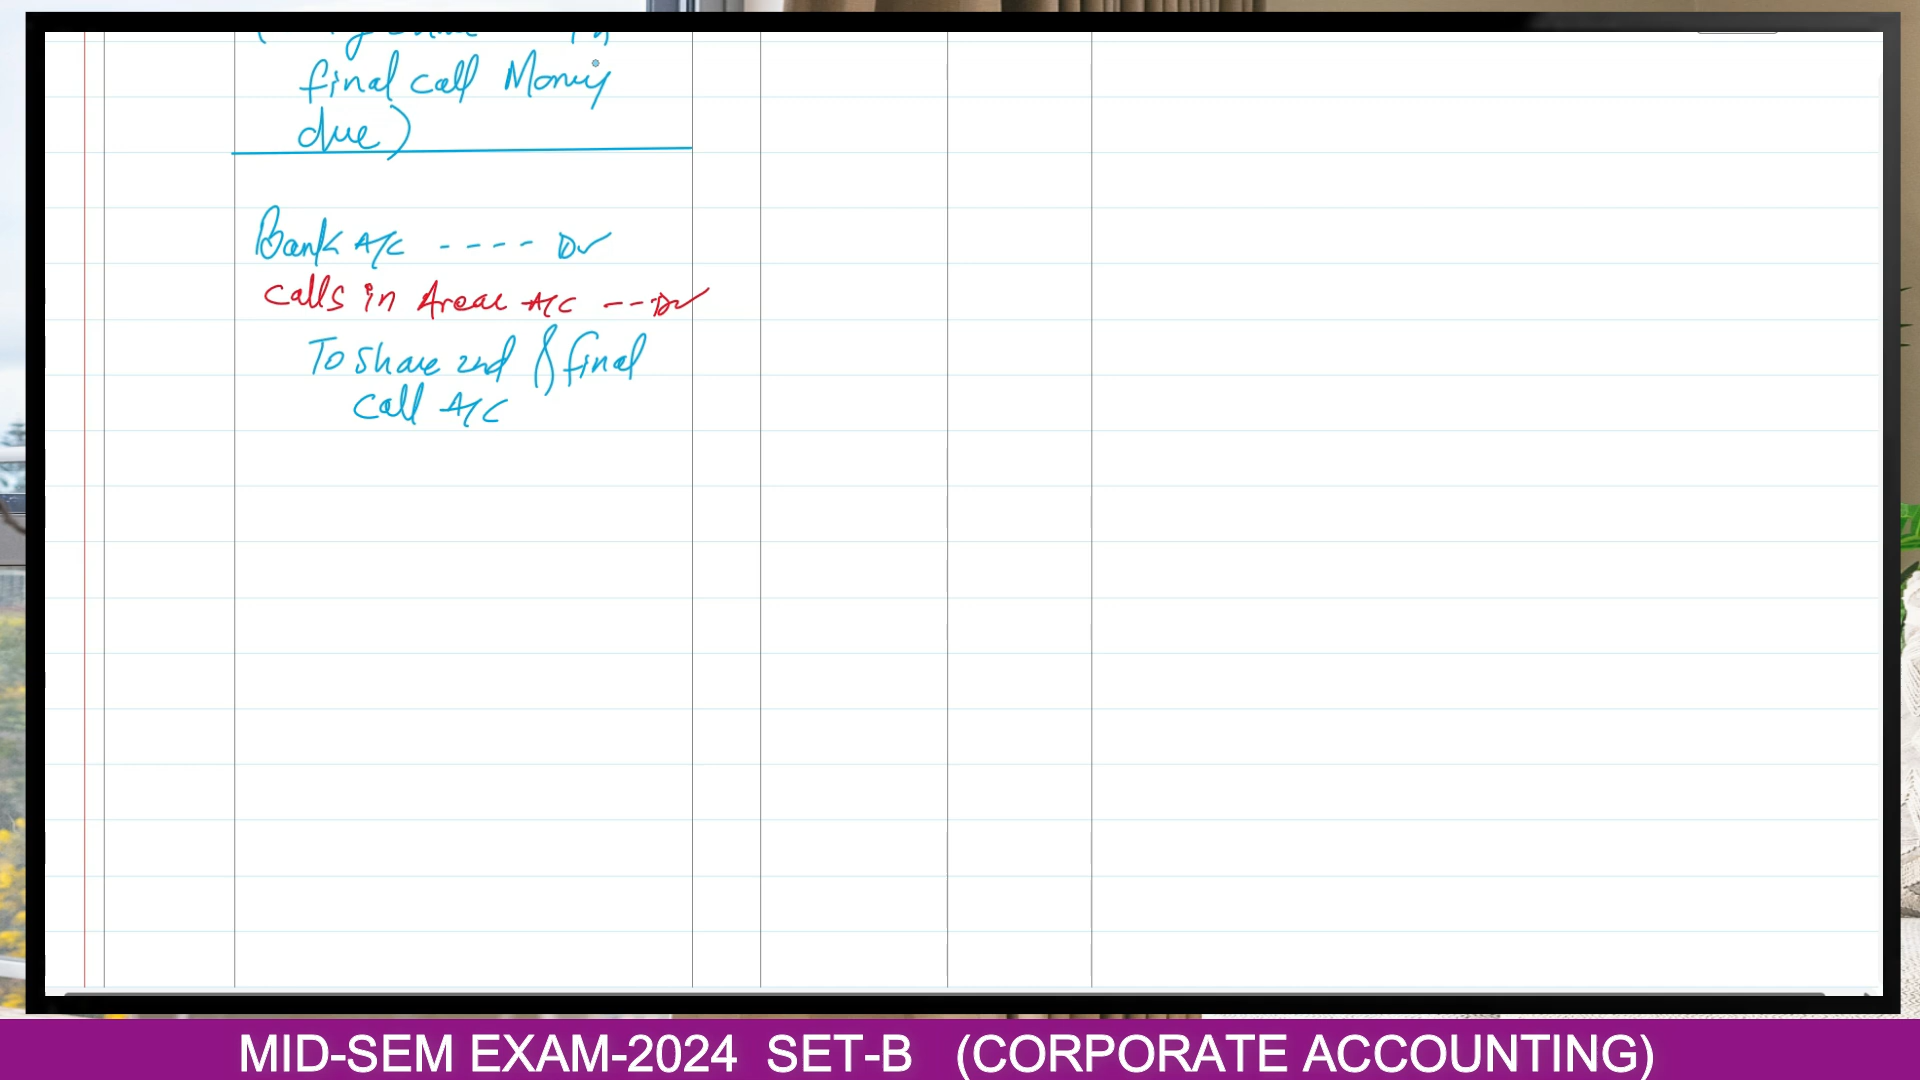 final call Money
due)
Bank A/C ---- Dr
Calls in Arear A/C --- Dr
To Share 2nd & final
call A/C
MID-SEM EXAM-2024 SET-B (CORPORATE ACCOUNTING)